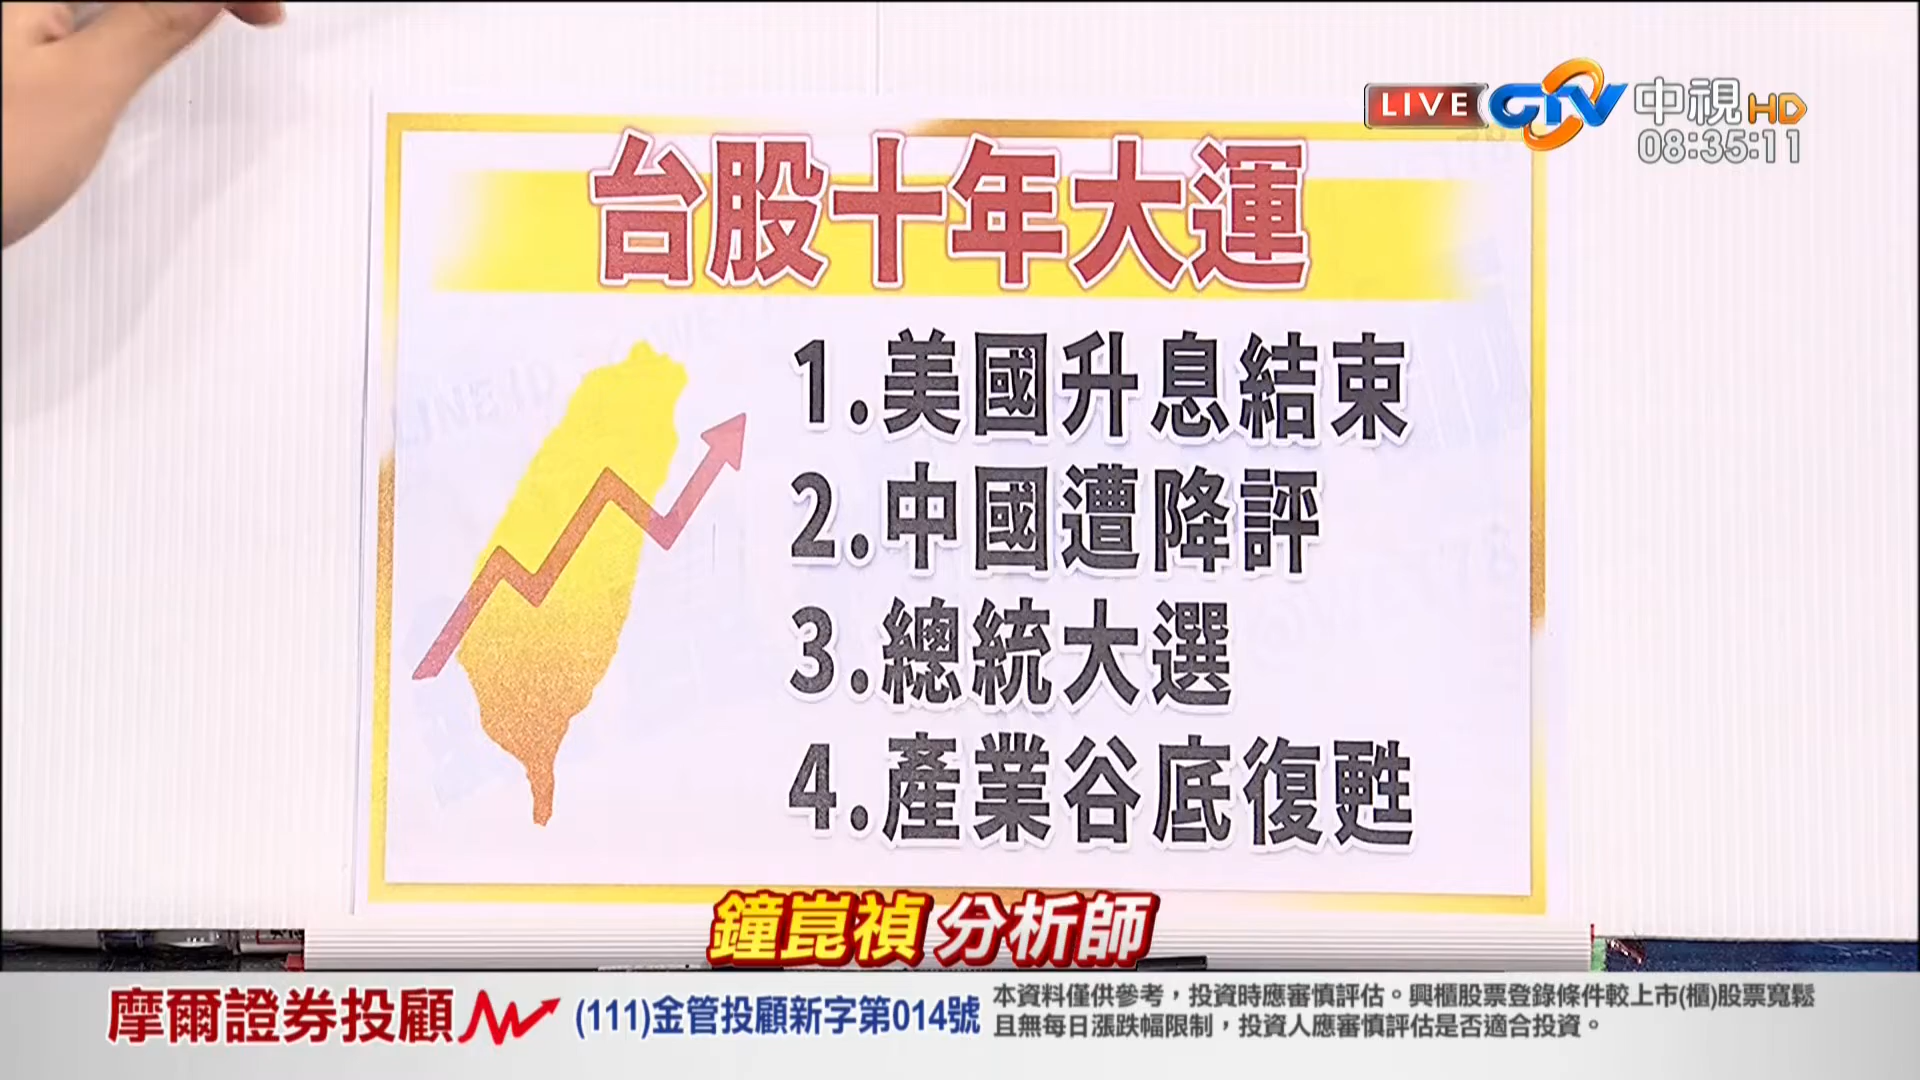 LIVE CTV 中視 HD
08:35:11
台股十年大運
1.美國升息結束
2.中國遭降評
3.總統大選
4.產業谷底復甦
鐘崑禎 分析師
摩爾證券投顧 (111)金管投顧新字第014號
本資料僅供參考，投資時應審慎評估。興櫃股票登錄條件較上市(櫃)股票寬鬆
且無每日漲跌幅限制，投資人應審慎評估是否適合投資。